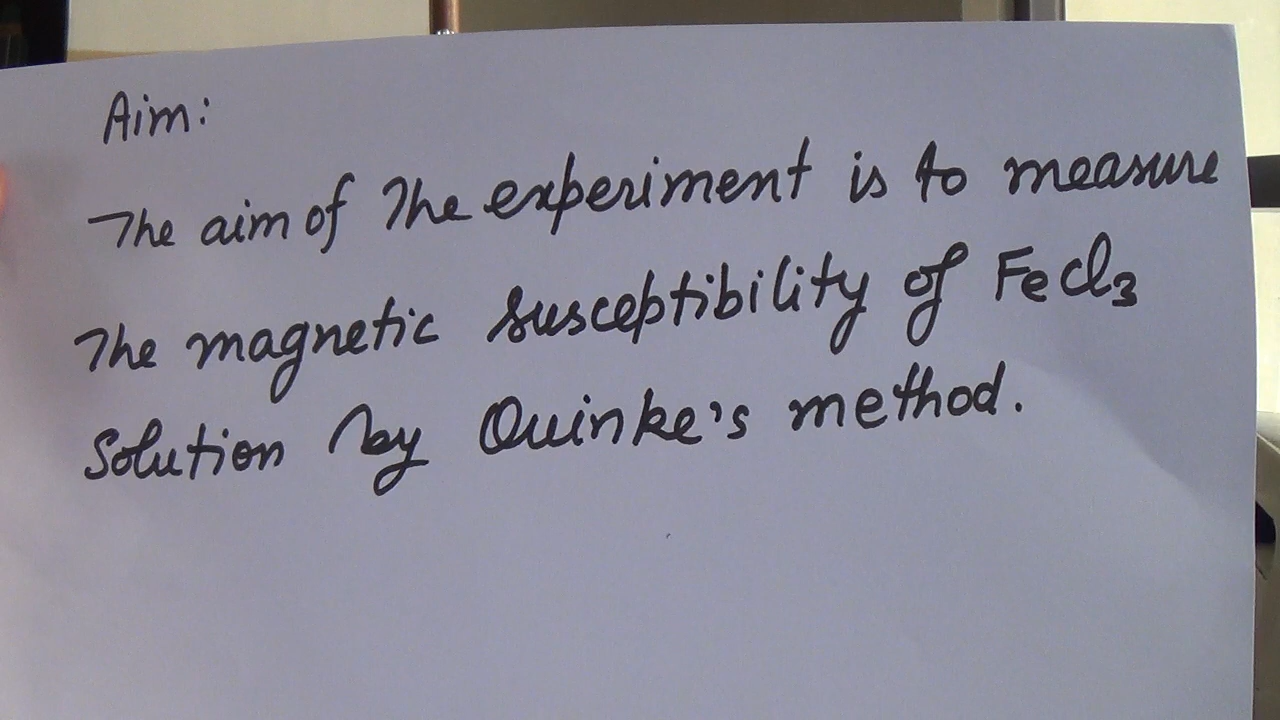 Aim:
The aim of The experiment is to measure
The magnetic susceptibility of FeCl₃
Solution by Quinke's method.